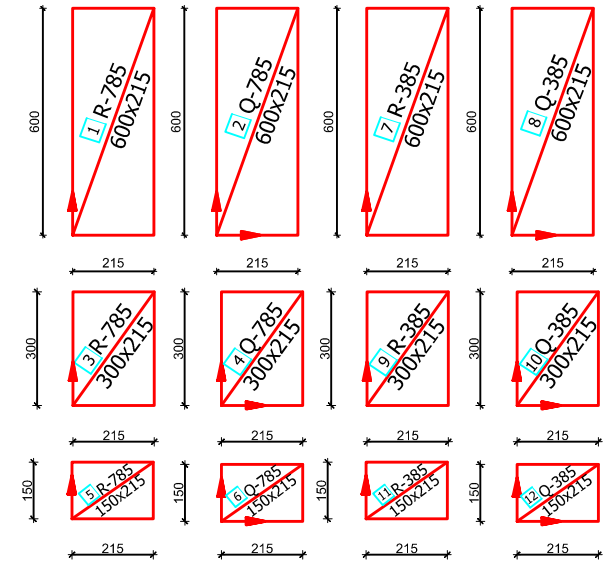 600
1 R-785
600x215
215
600
2 Q-785
600x215
215
600
7 R-385
600x215
215
600
8 Q-385
600x215
215
300
3 R-785
300x215
215
300
4 Q-785
300x215
215
300
9 R-385
300x215
215
300
10 Q-385
300x215
215
150
5 R-785
150x215
215
150
6 Q-785
150x215
215
150
11 R-385
150x215
215
150
12 Q-385
150x215
215